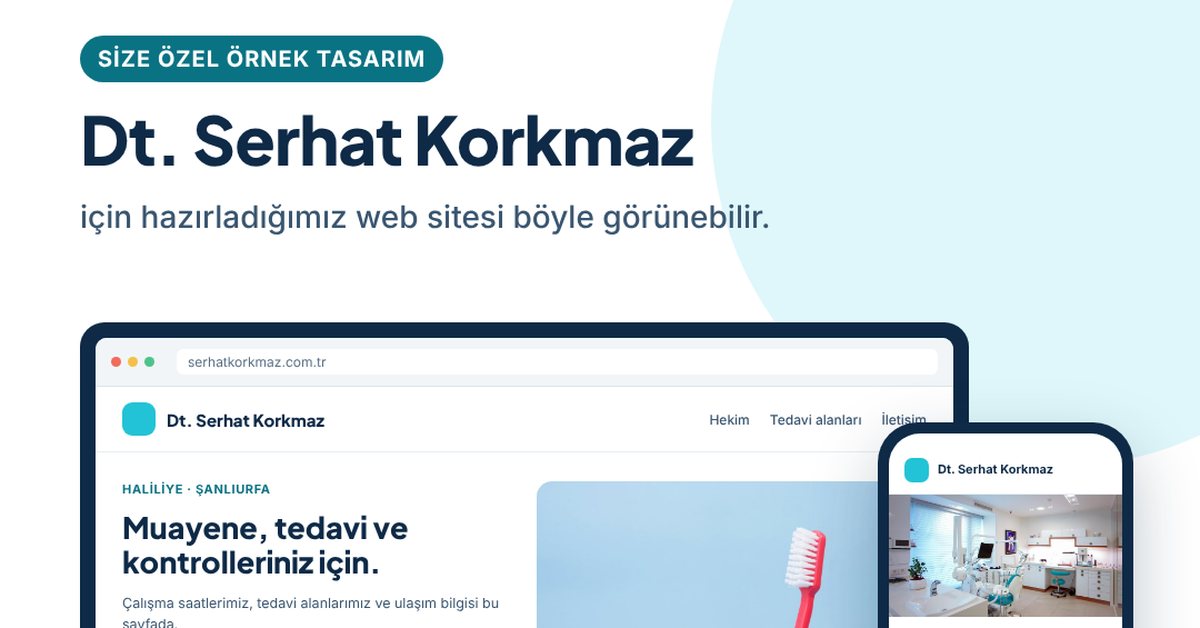 SİZE ÖZEL ÖRNEK TASARIM
Dt. Serhat Korkmaz
için hazırladığımız web sitesi böyle görünebilir.
serhatkorkmaz.com.tr
Dt. Serhat Korkmaz
Hekim Tedavi alanları İletişim
Dt. Serhat Korkmaz
HALİLİYE · ŞANLIURFA
Muayene, tedavi ve
kontrolleriniz için.
Çalışma saatlerimiz, tedavi alanlarımız ve ulaşım bilgisi bu
sayfada.